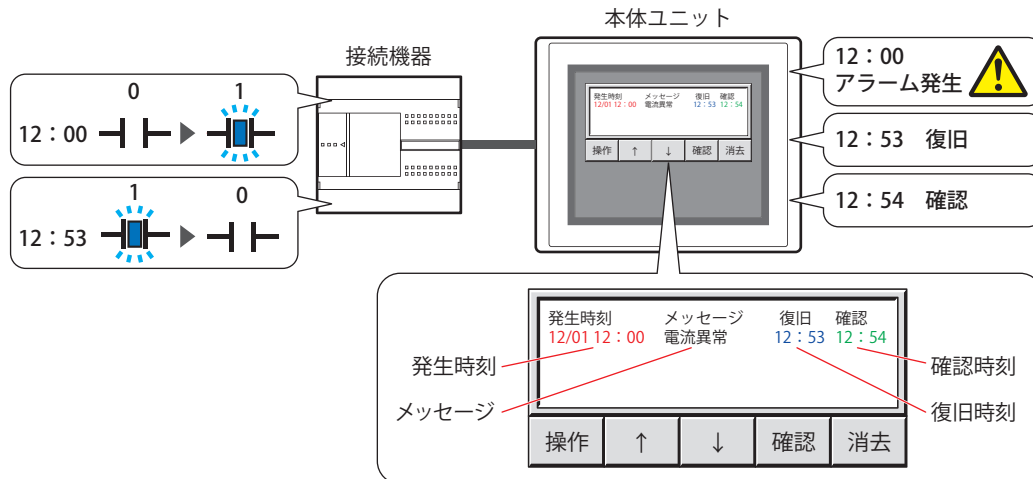 本体ユニット
接続機器
0 1
12：00
1 0
12：53
発生時刻 メッセージ 復旧 確認
12/01 12：00 電流異常 12：53 12：54
操作 ↑ ↓ 確認 消去
12：00
アラーム発生
12：53 復旧
12：54 確認
発生時刻 メッセージ 復旧 確認
12/01 12：00 電流異常 12：53 12：54
発生時刻
確認時刻
メッセージ
復旧時刻
操作 ↑ ↓ 確認 消去